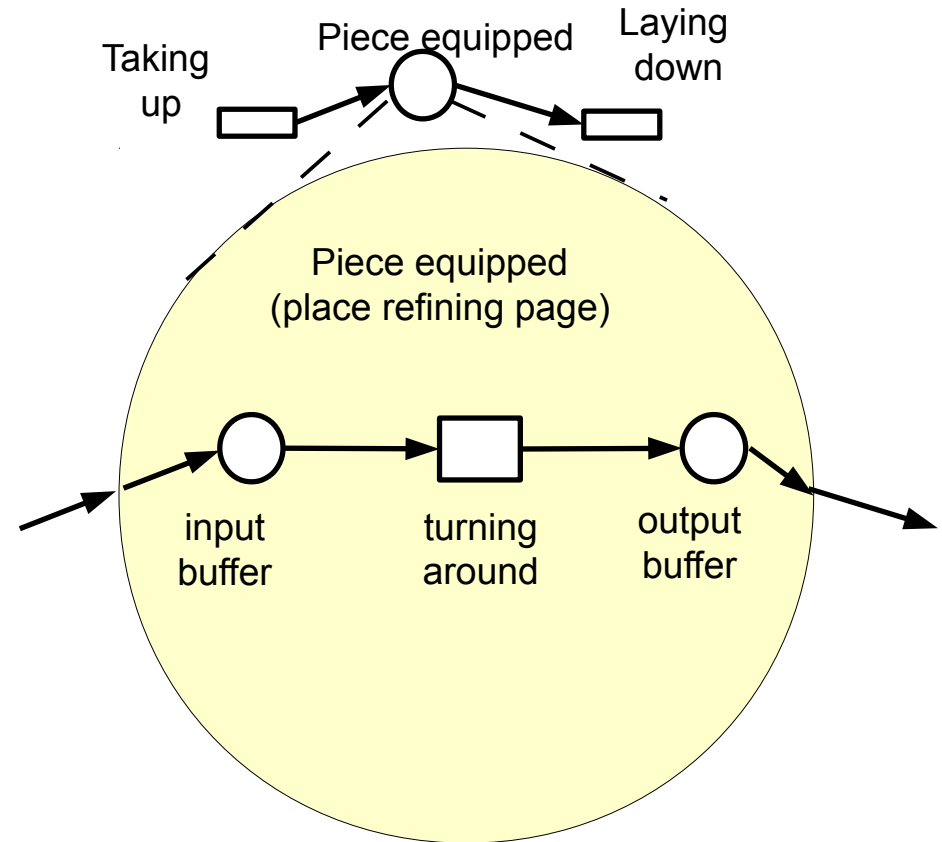 Taking
up
Piece equipped
Laying
down
Piece equipped
(place refining page)
input
buffer
turning
around
output
buffer